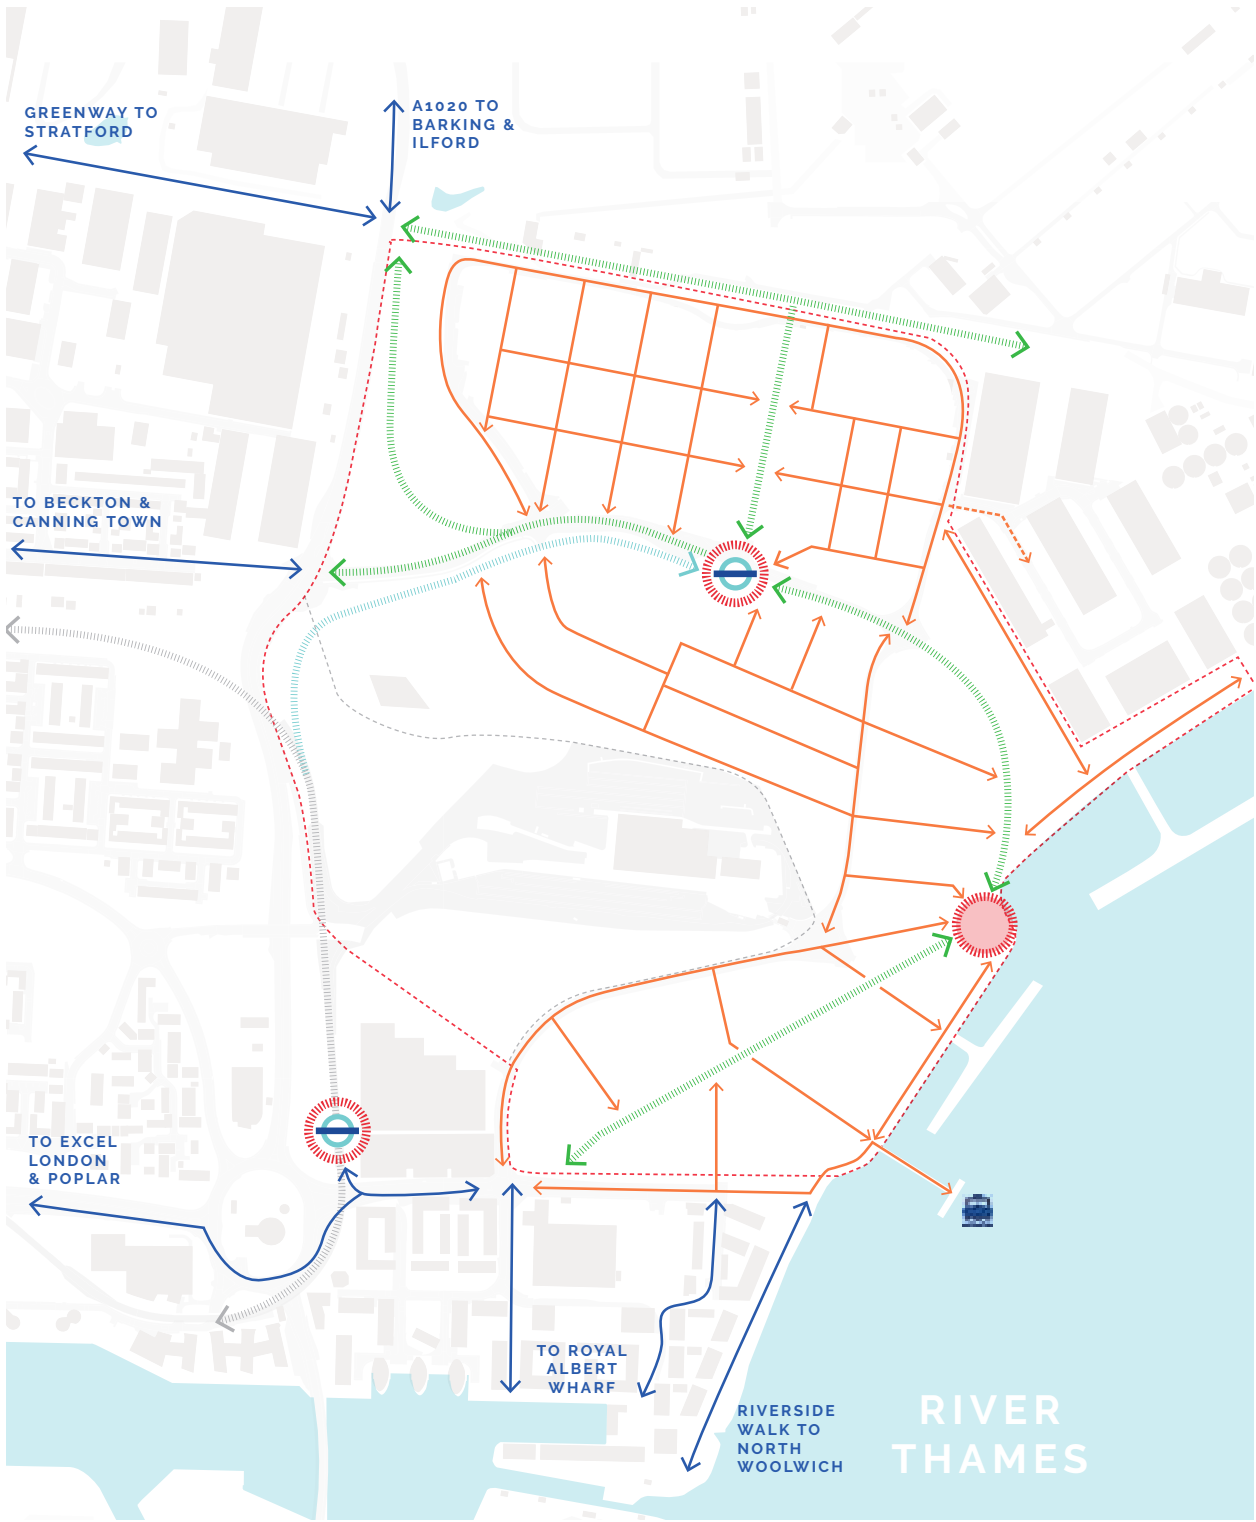 GREENWAY TO
STRATFORD
A1020 TO
BARKING &
ILFORD
TO BECKTON &
CANNING TOWN
TO EXCEL
LONDON
& POPLAR
TO ROYAL
ALBERT
WHARF
RIVERSIDE
WALK TO
NORTH
WOOLWICH
RIVER
THAMES